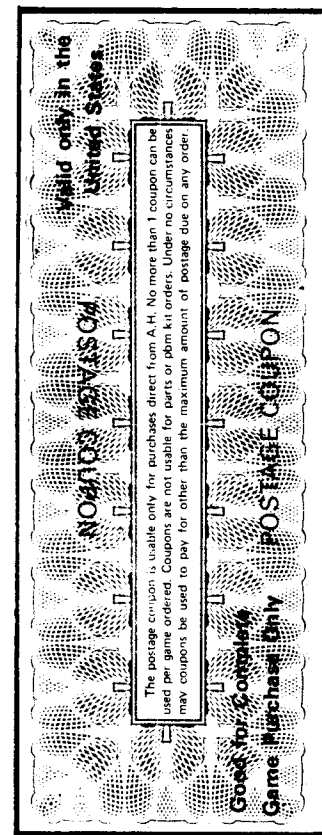 Valid only in the
United States.
POSTAGE COUPON
The postage coupon is usable only for purchases direct from A.H. No more than 1 coupon can be
used per game ordered. Coupons are not usable for parts or pbm kit orders. Under no circumstances
may coupons be used to pay for other than the maximum amount of postage due on any order.
Good for Complete
Game Purchase Only
POSTAGE COUPON